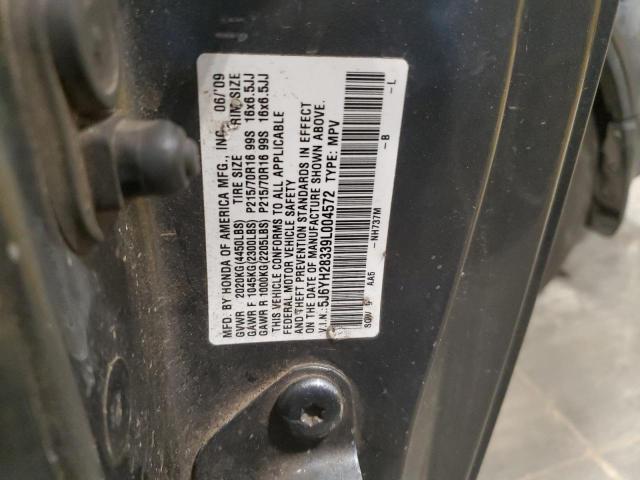 MFD. BY HONDA OF AMERICA MFG., INC. 06/'09
GVWR 2020KG(4450LBS) TIRE SIZE RIM SIZE
GAWR F 1045KG(2300LBS) P215/70R16 99S 16x6.5JJ
GAWR R 1000KG(2205LBS) P215/70R16 99S 16x6.5JJ
THIS VEHICLE CONFORMS TO ALL APPLICABLE
FEDERAL MOTOR VEHICLE SAFETY
AND THEFT PREVENTION STANDARDS IN EFFECT
ON THE DATE OF MANUFACTURE SHOWN ABOVE.
V.I.N.: 5J6YH28339L004572 TYPE: MPV
AA5 -NH737M -B -L